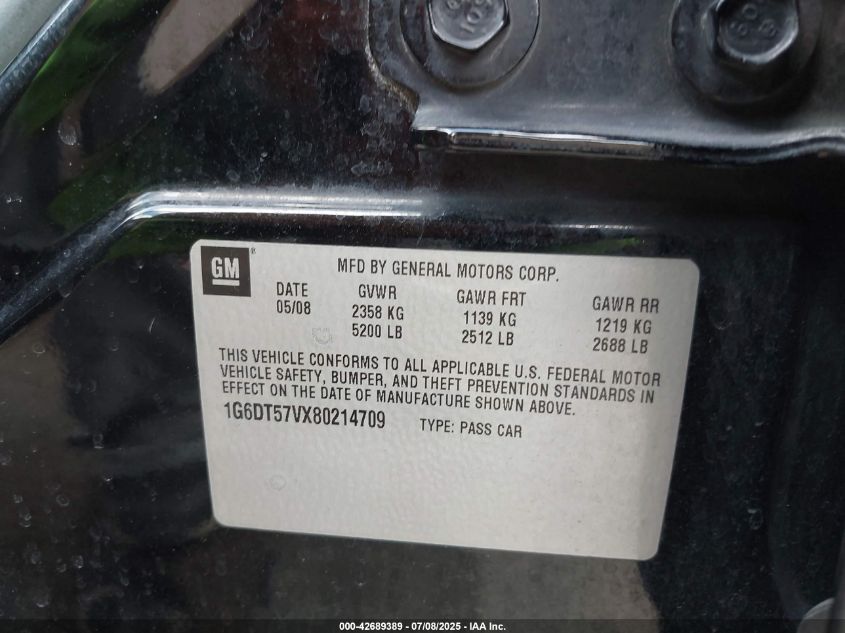 GM ®
MFD BY GENERAL MOTORS CORP.
DATE GVWR GAWR FRT GAWR RR
05/08 2358 KG 1139 KG 1219 KG
5200 LB 2512 LB 2688 LB
THIS VEHICLE CONFORMS TO ALL APPLICABLE U.S. FEDERAL MOTOR
VEHICLE SAFETY, BUMPER, AND THEFT PREVENTION STANDARDS IN
EFFECT ON THE DATE OF MANUFACTURE SHOWN ABOVE.
1G6DT57VX80214709 TYPE: PASS CAR
000-42689389 - 07/08/2025 - IAA Inc.